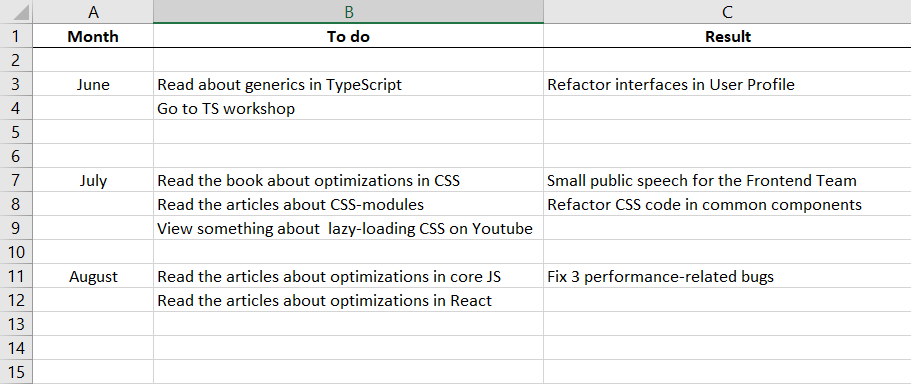 A B C
1 Month To do Result
2
3 June Read about generics in TypeScript Refactor interfaces in User Profile
4 Go to TS workshop
5
6
7 July Read the book about optimizations in CSS Small public speech for the Frontend Team
8 Read the articles about CSS-modules Refactor CSS code in common components
9 View something about  lazy-loading CSS on Youtube
10
11 August Read the articles about optimizations in core JS Fix 3 performance-related bugs
12 Read the articles about optimizations in React
13
14
15